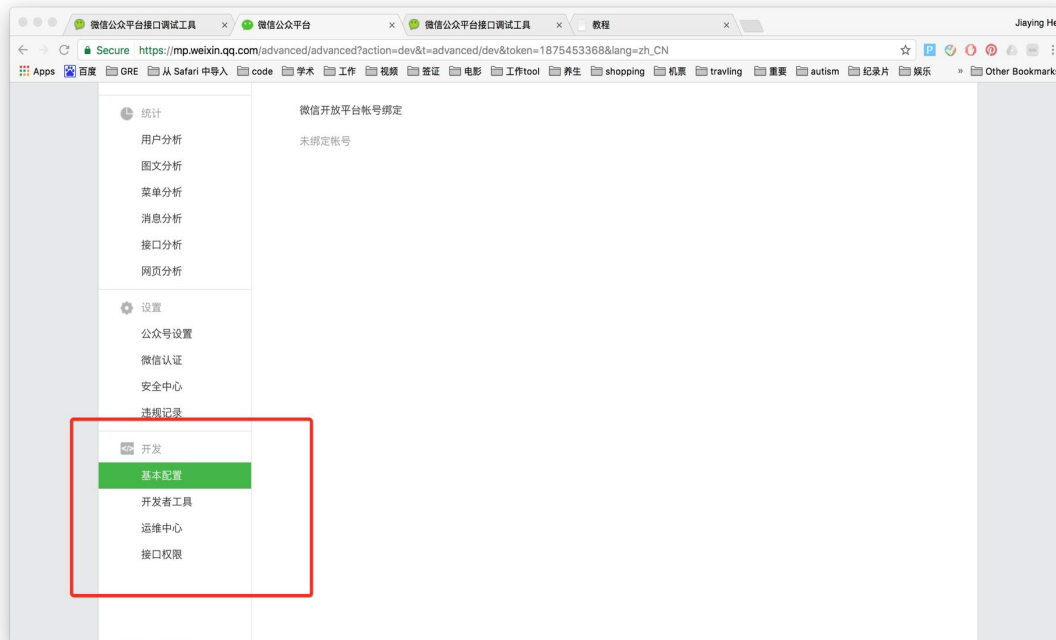 微信公众平台接口调试工具 × 微信公众平台 × 微信公众平台接口调试工具 × 教程 × Jiaying He
Secure https://mp.weixin.qq.com/advanced/advanced?action=dev&t=advanced/dev&token=1875453368&lang=zh_CN
Apps 百度 GRE 从 Safari 中导入 code 学术 工作 视频 签证 电影 工作tool 养生 shopping 机票 travling 重要 autism 纪录片 娱乐 » Other Bookmarks
统计
微信开放平台帐号绑定
用户分析
未绑定帐号
图文分析
菜单分析
消息分析
接口分析
网页分析
设置
公众号设置
微信认证
安全中心
违规记录
开发
基本配置
开发者工具
运维中心
接口权限